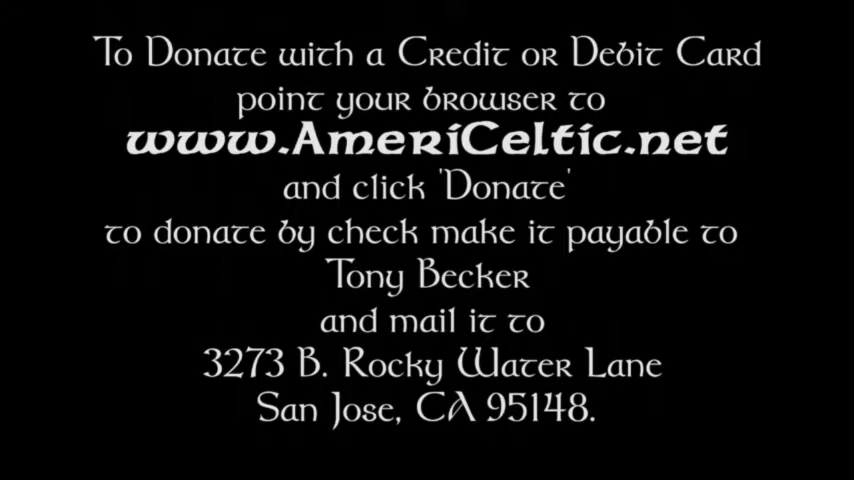 To Donate with a Credit or Debit Card
point your browser to
www.AmeriCeltic.net
and click 'Donate'
to donate by check make it payable to
Tony Becker
and mail it to
3273 B. Rocky Water Lane
San Jose, CA 95148.